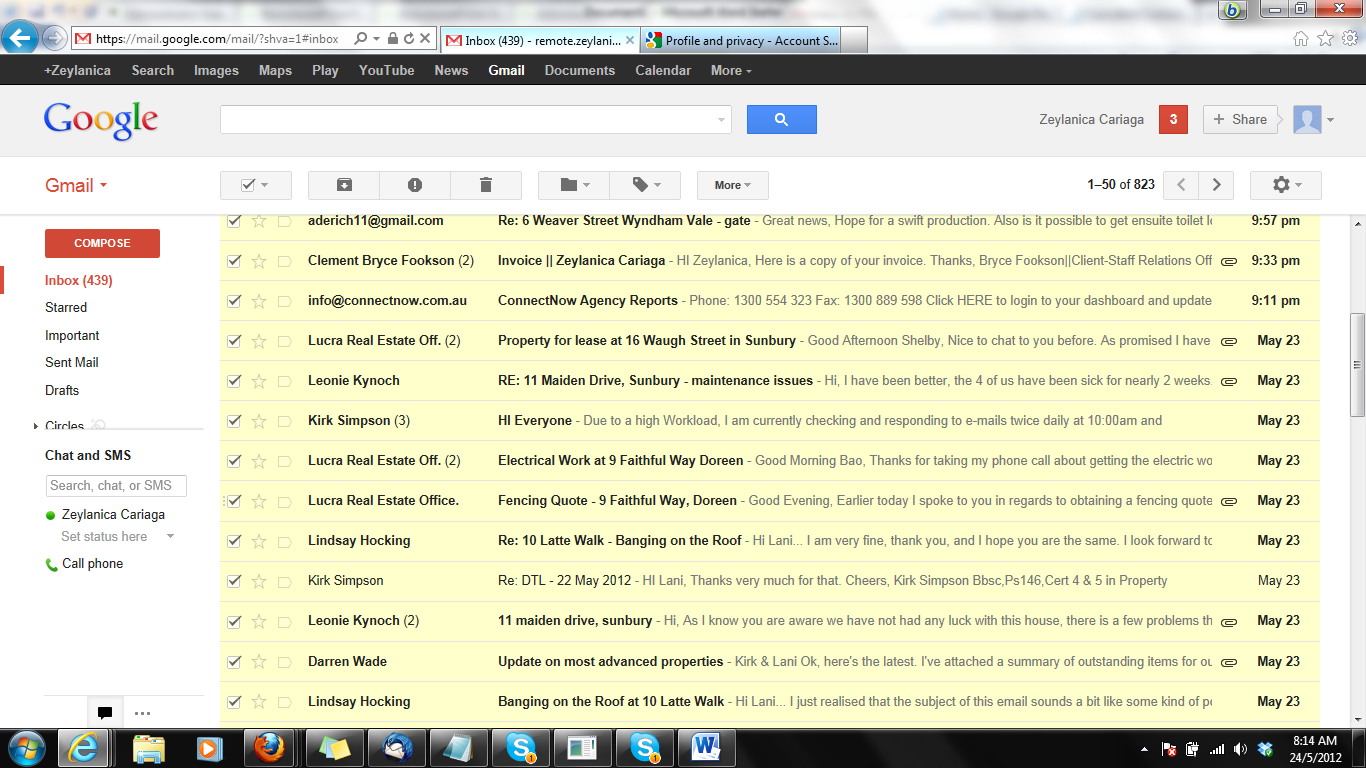 Document1 - Microsoft Word Starter
https://mail.google.com/mail/?shva=1#inbox
Inbox (439) - remote.zeylani...
Profile and privacy - Account S...
+Zeylanica Search Images Maps Play YouTube News Gmail Documents Calendar More
Google
Zeylanica Cariaga 3 + Share
Gmail
More
1–50 of 823
COMPOSE
Inbox (439)
Starred
Important
Sent Mail
Drafts
Circles
Chat and SMS
Search, chat, or SMS
Zeylanica Cariaga
Set status here
Call phone
aderich11@gmail.com Re: 6 Weaver Street Wyndham Vale - gate - Great news, Hope for a swift production. Also is it possible to get ensuite toilet 9:57 pm
Clement Bryce Fookson (2) Invoice || Zeylanica Cariaga - HI Zeylanica, Here is a copy of your invoice. Thanks, Bryce Fookson||Client-Staff Relations Off 9:33 pm
info@connectnow.com.au ConnectNow Agency Reports - Phone: 1300 554 323 Fax: 1300 889 598 Click HERE to login to your dashboard and update 9:11 pm
Lucra Real Estate Off. (2) Property for lease at 16 Waugh Street in Sunbury - Good Afternoon Shelby, Nice to chat to you before. As promised I have May 23
Leonie Kynoch RE: 11 Maiden Drive, Sunbury - maintenance issues - Hi, I have been better, the 4 of us have been sick for nearly 2 weeks. May 23
Kirk Simpson (3) HI Everyone - Due to a high Workload, I am currently checking and responding to e-mails twice daily at 10:00am and May 23
Lucra Real Estate Off. (2) Electrical Work at 9 Faithful Way Doreen - Good Morning Bao, Thanks for taking my phone call about getting the electric wo May 23
Lucra Real Estate Office. Fencing Quote - 9 Faithful Way, Doreen - Good Evening, Earlier today I spoke to you in regards to obtaining a fencing quote May 23
Lindsay Hocking Re: 10 Latte Walk - Banging on the Roof - Hi Lani... I am very fine, thank you, and I hope you are the same. I look forward to May 23
Kirk Simpson Re: DTL - 22 May 2012 - HI Lani, Thanks very much for that. Cheers, Kirk Simpson Bbsc,Ps146,Cert 4 & 5 in Property May 23
Leonie Kynoch (2) 11 maiden drive, sunbury - Hi, As I know you are aware we have not had any luck with this house, there is a few problems th May 23
Darren Wade Update on most advanced properties - Kirk & Lani Ok, here's the latest. I've attached a summary of outstanding items for ou May 23
Lindsay Hocking Banging on the Roof at 10 Latte Walk - Hi Lani... I just realised that the subject of this email sounds a bit like some kind of po May 23
8:14 AM
24/5/2012